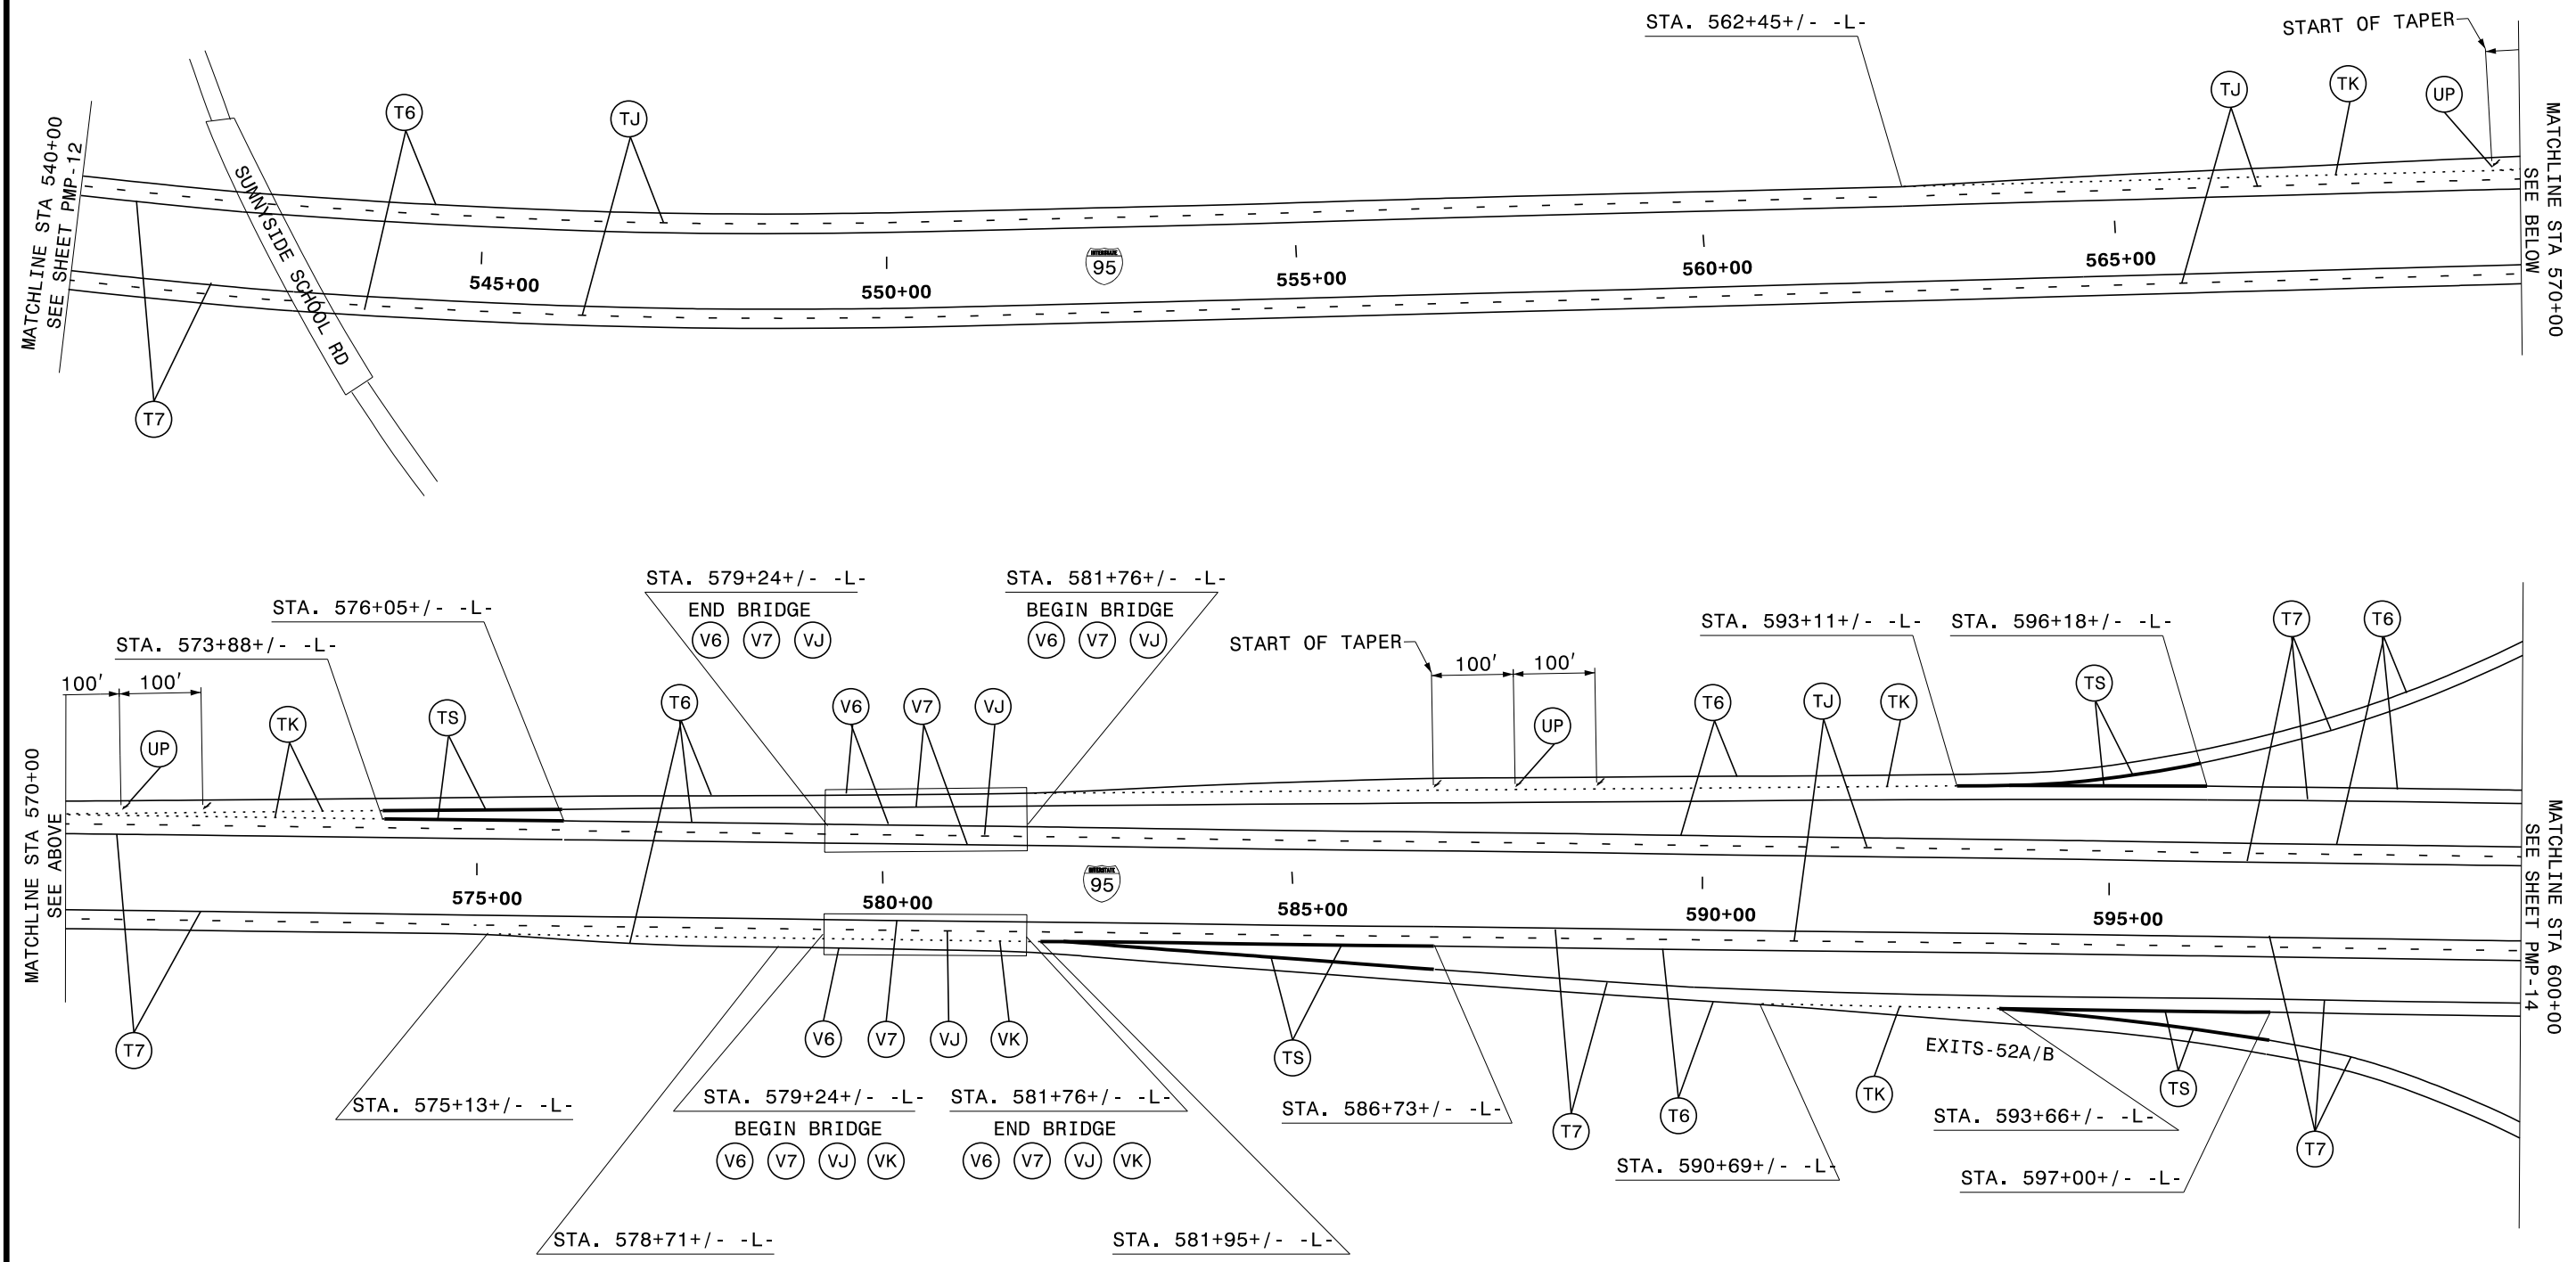 STA. 562+45+/- -L-
START OF TAPER
T6
TJ
TJ
TK
UP
MATCHLINE STA 540+00
SEE SHEET PMP-12
SUNNYSIDE SCHOOL RD
MATCHLINE STA 570+00
SEE BELOW
INTERSTATE
95
545+00
550+00
555+00
560+00
565+00
T7
STA. 579+24+/- -L-
END BRIDGE
V6 V7 VJ
STA. 581+76+/- -L-
BEGIN BRIDGE
V6 V7 VJ
STA. 576+05+/- -L-
STA. 573+88+/- -L-
START OF TAPER
STA. 593+11+/- -L-
STA. 596+18+/- -L-
T7
T6
100' 100'
100' 100'
UP
TK
TS
T6
V6
V7
VJ
UP
T6
TJ
TK
TS
MATCHLINE STA 570+00
SEE ABOVE
INTERSTATE
95
575+00
580+00
585+00
590+00
595+00
MATCHLINE STA 600+00
SEE SHEET PMP-14
T7
V6
V7
VJ
VK
TS
T7
T6
TK
EXITS-52A/B
TS
T7
STA. 575+13+/- -L-
STA. 579+24+/- -L-
BEGIN BRIDGE
V6 V7 VJ VK
STA. 581+76+/- -L-
END BRIDGE
V6 V7 VJ VK
STA. 586+73+/- -L-
STA. 593+66+/- -L-
STA. 590+69+/- -L-
STA. 597+00+/- -L-
STA. 578+71+/- -L-
STA. 581+95+/- -L-